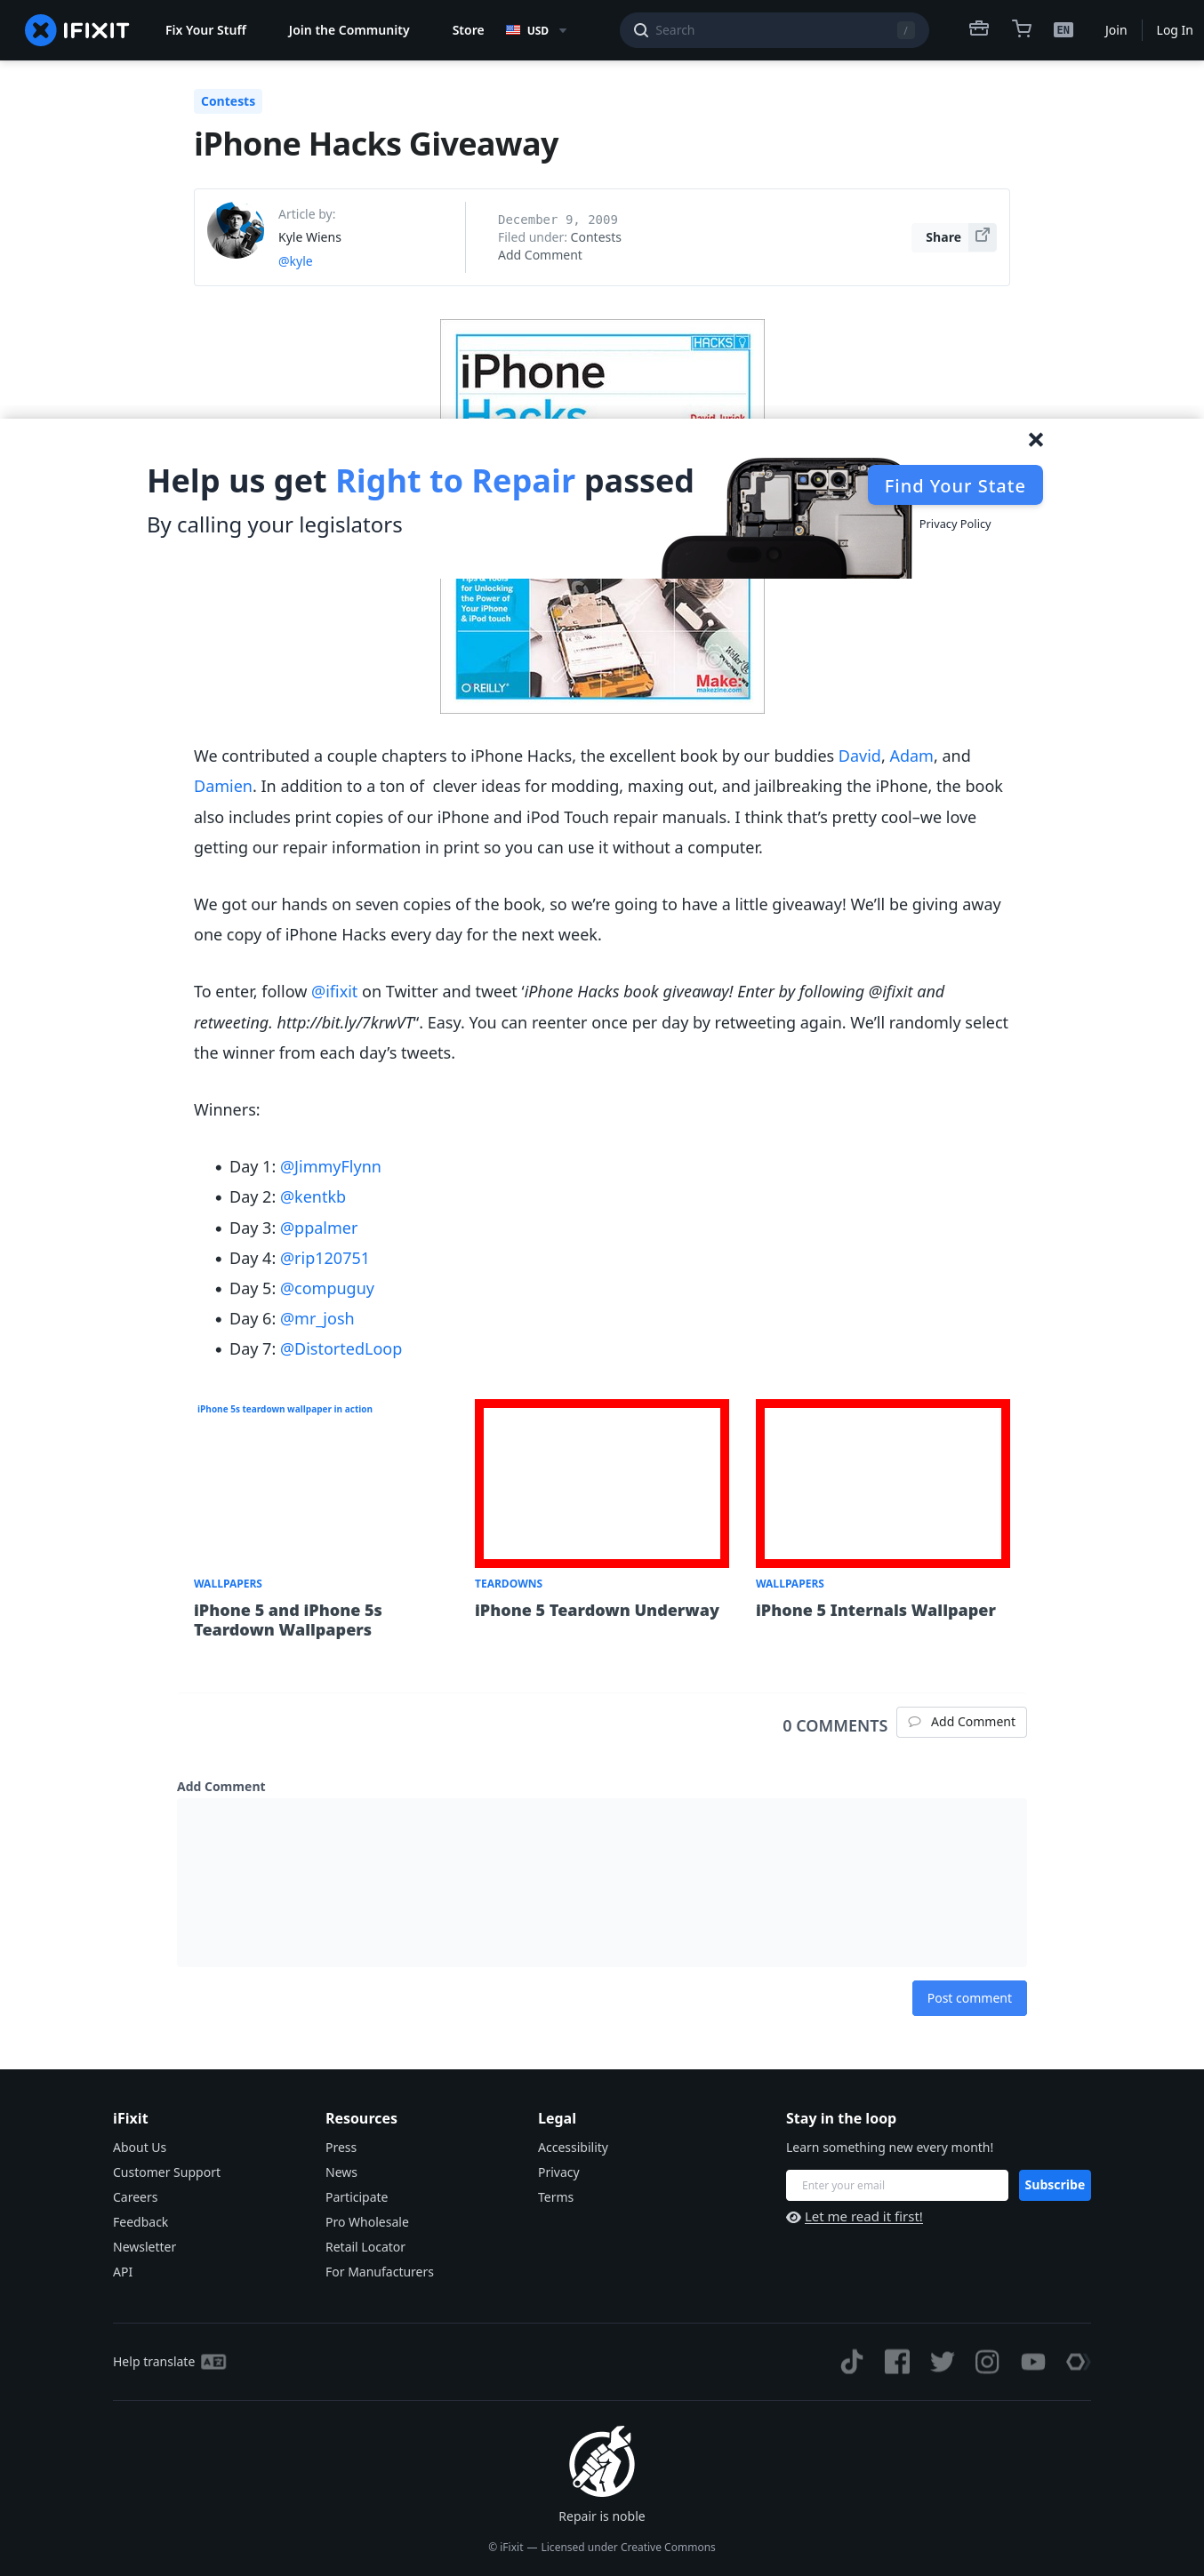 IFIXIT
Fix Your Stuff
Join the Community
Store
USD
Search
/
EN
Join
Log In
Contests
iPhone Hacks Giveaway
Article by:
Kyle Wiens
@kyle
December 9, 2009
Filed under: Contests
Add Comment
Share
HACKS
iPhone
Hacks
David Jurick
Help us get Right to Repair passed
By calling your legislators
Find Your State
Privacy Policy
Tips & Tools
for Unlocking
the Power of
Your iPhone
& iPod touch
O REILLY
Make:
makezine.com
We contributed a couple chapters to iPhone Hacks, the excellent book by our buddies David, Adam, and
Damien. In addition to a ton of  clever ideas for modding, maxing out, and jailbreaking the iPhone, the book
also includes print copies of our iPhone and iPod Touch repair manuals. I think that’s pretty cool–we love
getting our repair information in print so you can use it without a computer.
We got our hands on seven copies of the book, so we’re going to have a little giveaway! We’ll be giving away
one copy of iPhone Hacks every day for the next week.
To enter, follow @ifixit on Twitter and tweet ‘iPhone Hacks book giveaway! Enter by following @ifixit and
retweeting. http://bit.ly/7krwVT“. Easy. You can reenter once per day by retweeting again. We’ll randomly select
the winner from each day’s tweets.
Winners:
• Day 1: @JimmyFlynn
• Day 2: @kentkb
• Day 3: @ppalmer
• Day 4: @rip120751
• Day 5: @compuguy
• Day 6: @mr_josh
• Day 7: @DistortedLoop
iPhone 5s teardown wallpaper in action
WALLPAPERS
iPhone 5 and iPhone 5s
Teardown Wallpapers
TEARDOWNS
iPhone 5 Teardown Underway
WALLPAPERS
iPhone 5 Internals Wallpaper
0 COMMENTS
Add Comment
Add Comment
Post comment
iFixit
About Us
Customer Support
Careers
Feedback
Newsletter
API
Resources
Press
News
Participate
Pro Wholesale
Retail Locator
For Manufacturers
Legal
Accessibility
Privacy
Terms
Stay in the loop
Learn something new every month!
Enter your email
Subscribe
Let me read it first!
Help translate
Repair is noble
© iFixit — Licensed under Creative Commons